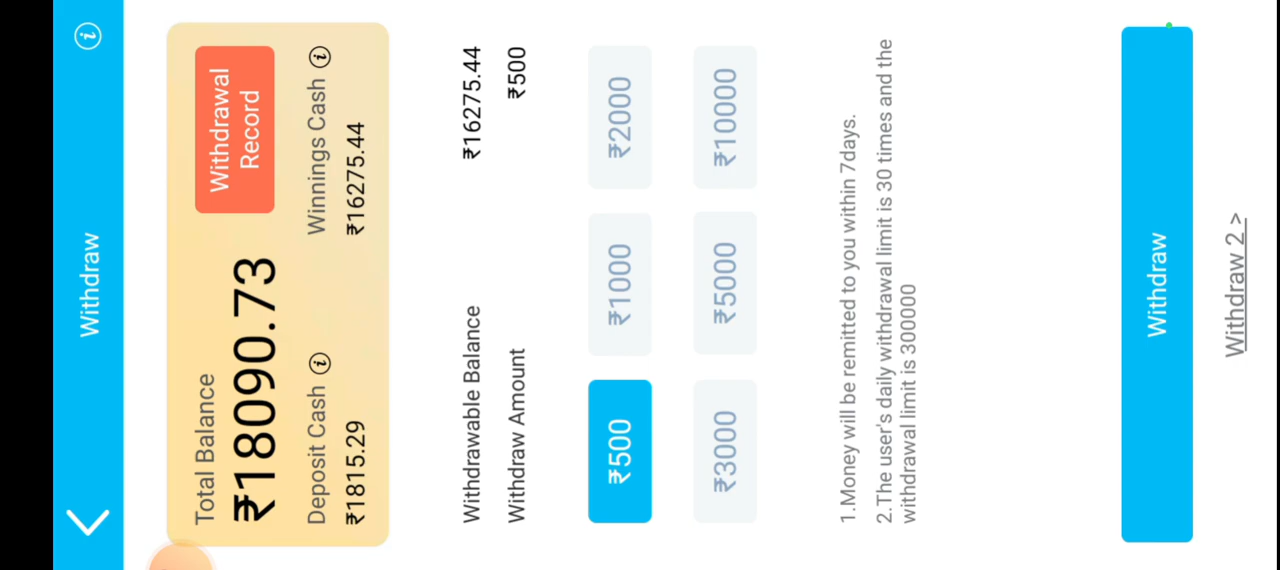 Withdraw
Total Balance
₹18090.73
Withdrawal
Record
Deposit Cash
Winnings Cash
₹1815.29
₹16275.44
Withdrawable Balance
₹16275.44
Withdraw Amount
₹500
₹500
₹1000
₹2000
₹3000
₹5000
₹10000
1.Money will be remitted to you within 7days.
2.The user's daily withdrawal limit is 30 times and the
withdrawal limit is 300000
Withdraw
Withdraw 2 >